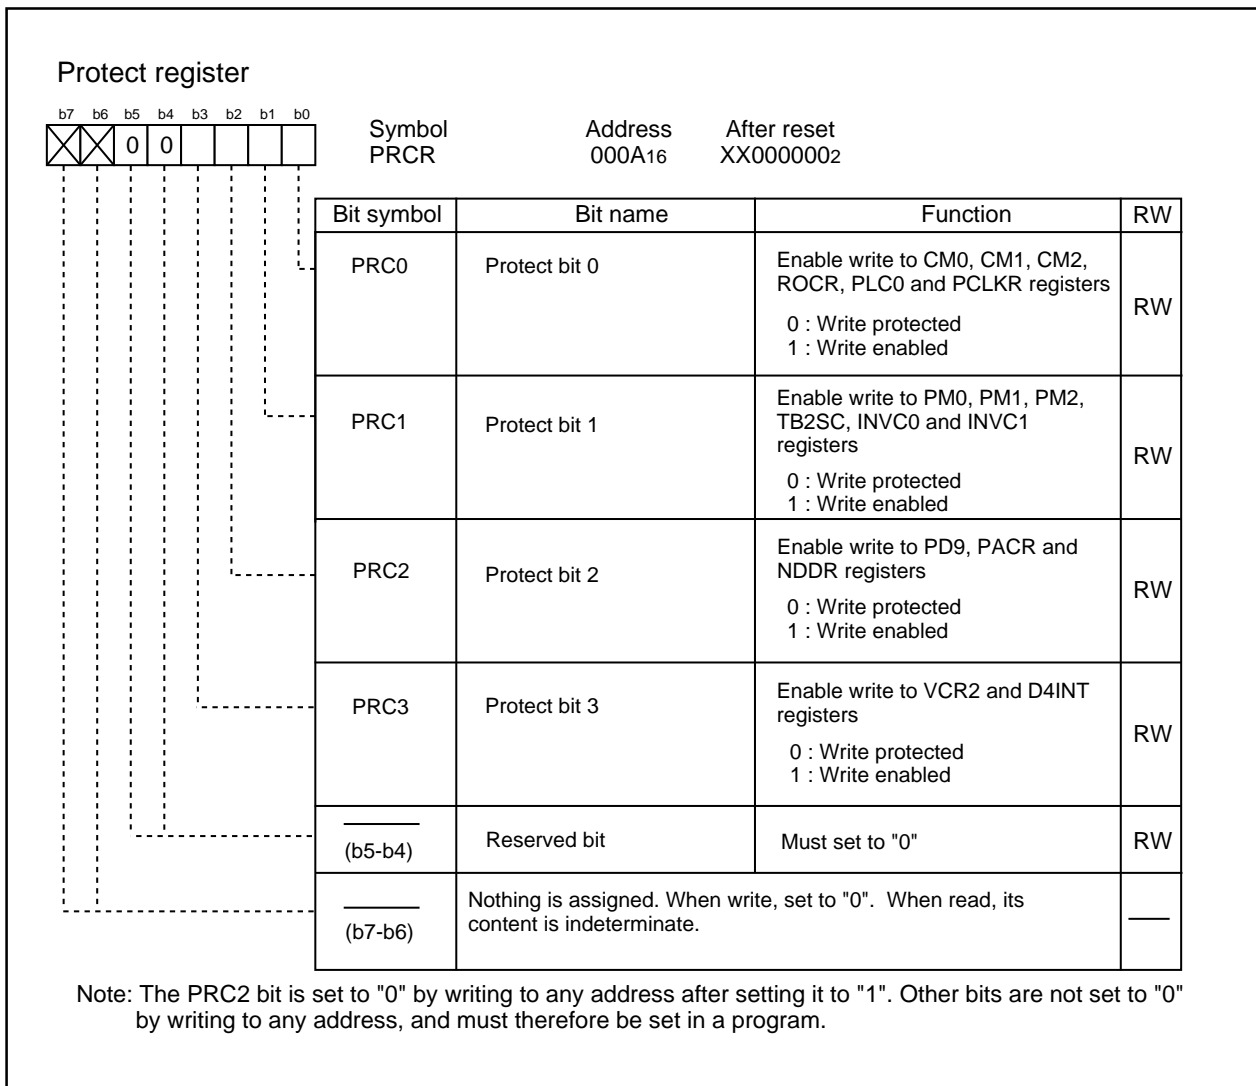 Protect register
b7 b6 b5 b4 b3 b2 b1 b0
0 0
Symbol Address After reset
PRCR 000A16 XX0000002
Bit symbol Bit name Function RW
PRC0 Protect bit 0 Enable write to CM0, CM1, CM2,
ROCR, PLC0 and PCLKR registers
0 : Write protected
1 : Write enabled
RW
PRC1 Protect bit 1 Enable write to PM0, PM1, PM2,
TB2SC, INVC0 and INVC1
registers
0 : Write protected
1 : Write enabled
RW
PRC2 Protect bit 2 Enable write to PD9, PACR and
NDDR registers
0 : Write protected
1 : Write enabled
RW
PRC3 Protect bit 3 Enable write to VCR2 and D4INT
registers
0 : Write protected
1 : Write enabled
RW
(b5-b4) Reserved bit Must set to "0" RW
(b7-b6) Nothing is assigned. When write, set to "0". When read, its
content is indeterminate.
Note: The PRC2 bit is set to "0" by writing to any address after setting it to "1". Other bits are not set to "0"
by writing to any address, and must therefore be set in a program.